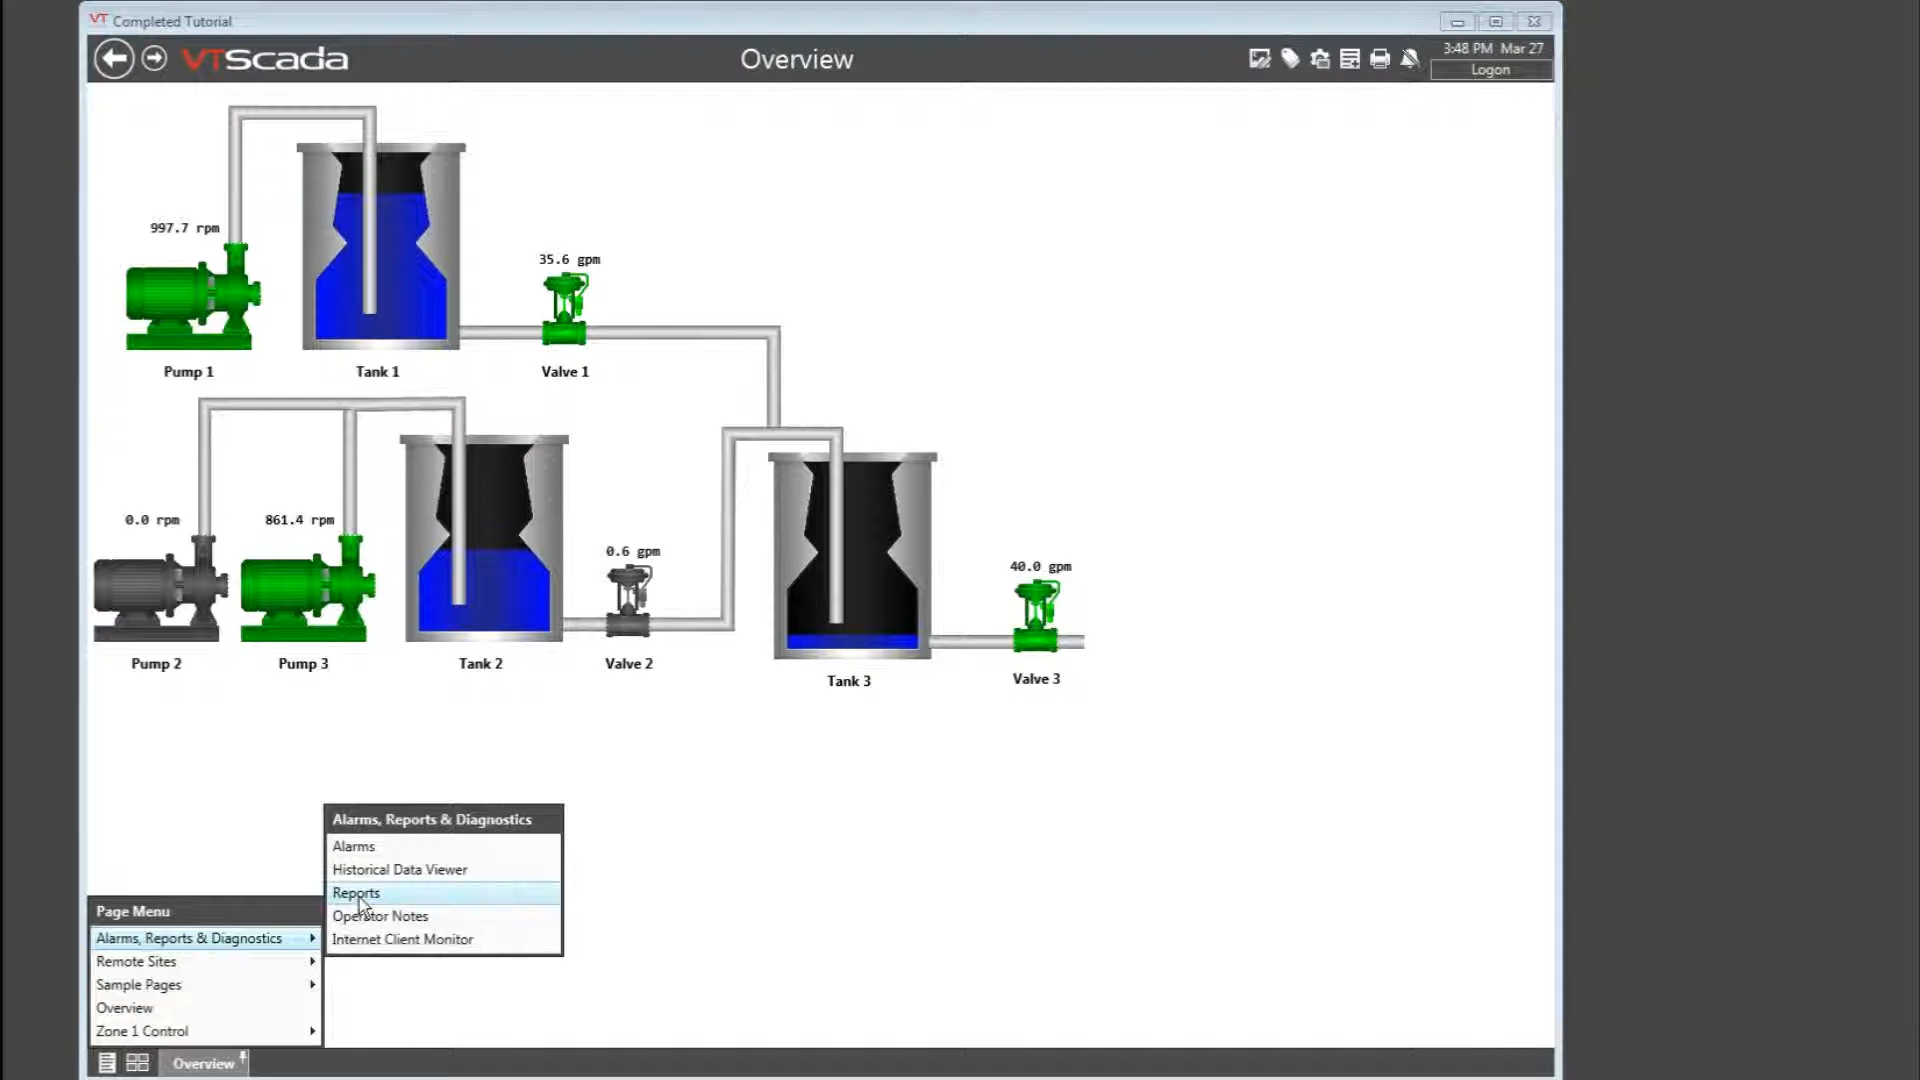 VT Completed Tutorial
VTScada
Overview
3:48 PM Mar 27
Logon
997.7 rpm
35.6 gpm
Pump 1
Tank 1
Valve 1
0.0 rpm
861.4 rpm
0.6 gpm
40.0 gpm
Pump 2
Pump 3
Tank 2
Valve 2
Tank 3
Valve 3
Alarms, Reports & Diagnostics
Alarms
Historical Data Viewer
Reports
Operator Notes
Internet Client Monitor
Page Menu
Alarms, Reports & Diagnostics
Remote Sites
Sample Pages
Overview
Zone 1 Control
Overview